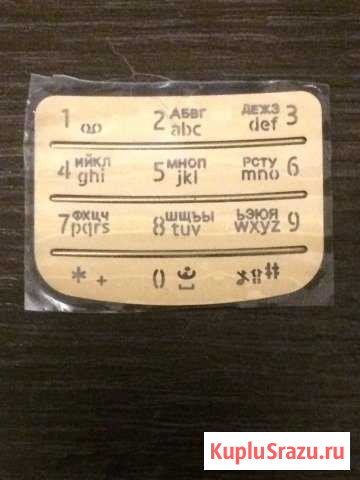 1 ഹ 2 АБВГ abc ДЕЖЗ def 3
4 ИЙКЛ ghi 5 МНОП jkl РСТУ mno 6
7 ФХЦЧ pqrs 8 ШЩЪЫ tuv ЬЭЮЯ wxyz 9
* + 0 #
KupluSrazu.ru